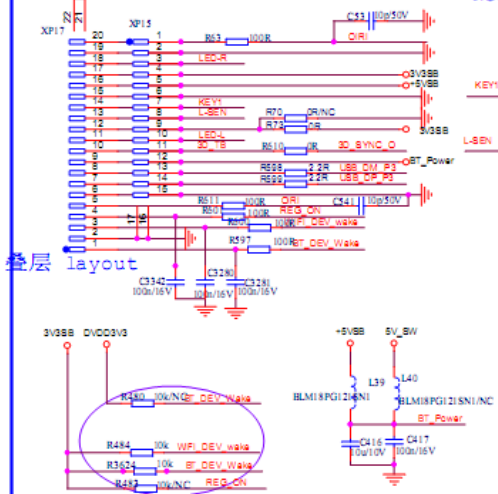 22
21
XP17
XP15
C53
10p/50V
20
1
R63
100R
OIRI
19
2
18
3
LED-R
17
4
3V3SB
16
5
+5VSB
15
6
14
7
KEY1
KEY1
13
8
L-SEN
R70
0R/NC
12
9
R73
0R
3V3SB
11
10
LED-L
10
11
3D_TB
R610
0R
3D_SYNC_O
L-SEN
9
12
BT_Power
8
13
R598
2.2R
USB_DM_P3
7
14
R599
2.2R
USB_DP_P3
6
15
5
R611
100R
OIRI
C541
10p/50V
4
100R
REG_ON
3
17
16
100R
WIFI_DEV_wake
2
1
R597
100R
BT_DEV_Wake
叠层 layout
C3342
100n/16V
C3280
100n/16V
C3281
100n/16V
3V3SB
DVDD3V3
+5VSB
5V_SW
R480
10k/NC
BT_DEV_Wake
L39
L40
BLM18PG121SN1
BLM18PG121SN1/NC
BT_Power
R484
10k
WIFI_DEV_wake
C416
10u/10V
C417
100n/16V
R3624
10k
BT_DEV_Wake
R483
10k/NC
REG_ON